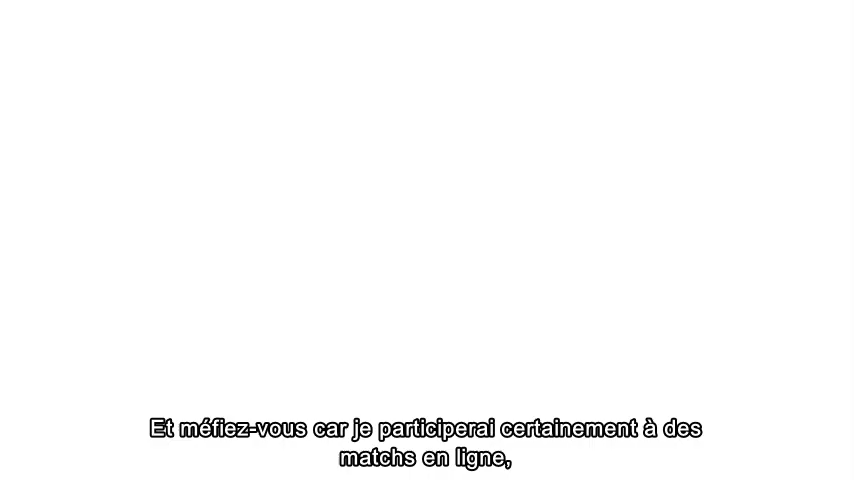 Et méfiez-vous car je participerai certainement à des
matchs en ligne,